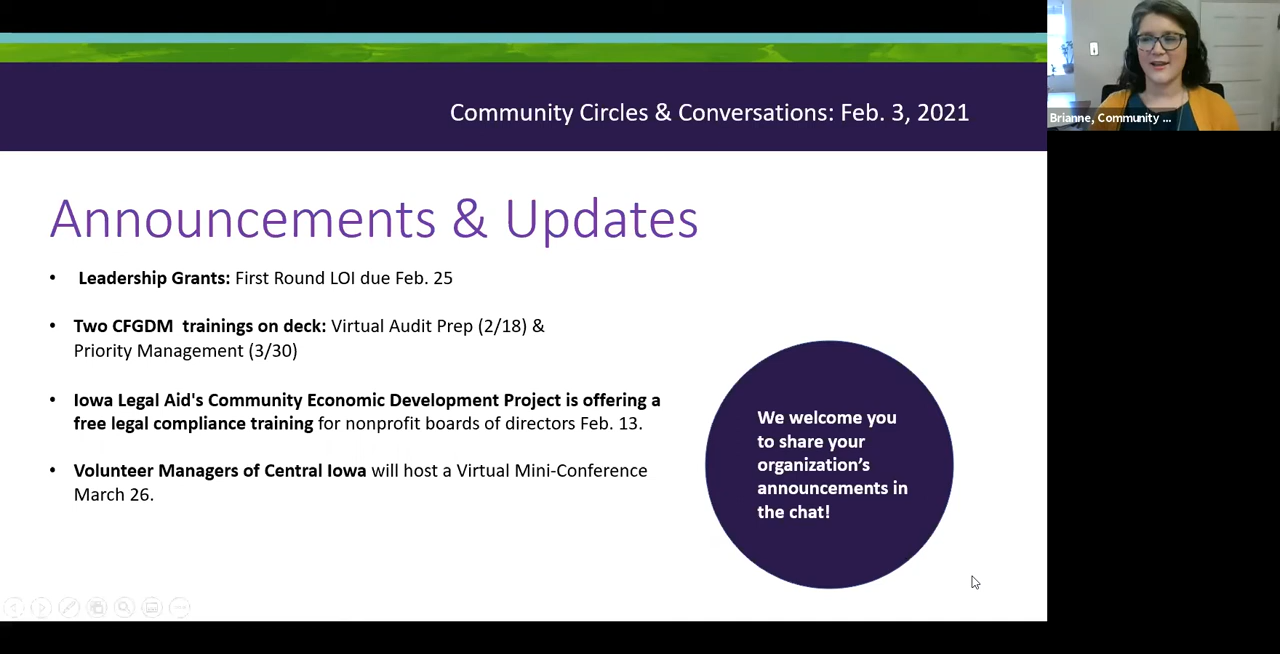 Community Circles & Conversations: Feb. 3, 2021
Brianne, Community ...
Announcements & Updates
• Leadership Grants: First Round LOI due Feb. 25
• Two CFGDM trainings on deck: Virtual Audit Prep (2/18) &
Priority Management (3/30)
• Iowa Legal Aid's Community Economic Development Project is offering a
free legal compliance training for nonprofit boards of directors Feb. 13.
• Volunteer Managers of Central Iowa will host a Virtual Mini-Conference
March 26.
We welcome you
to share your
organization’s
announcements in
the chat!